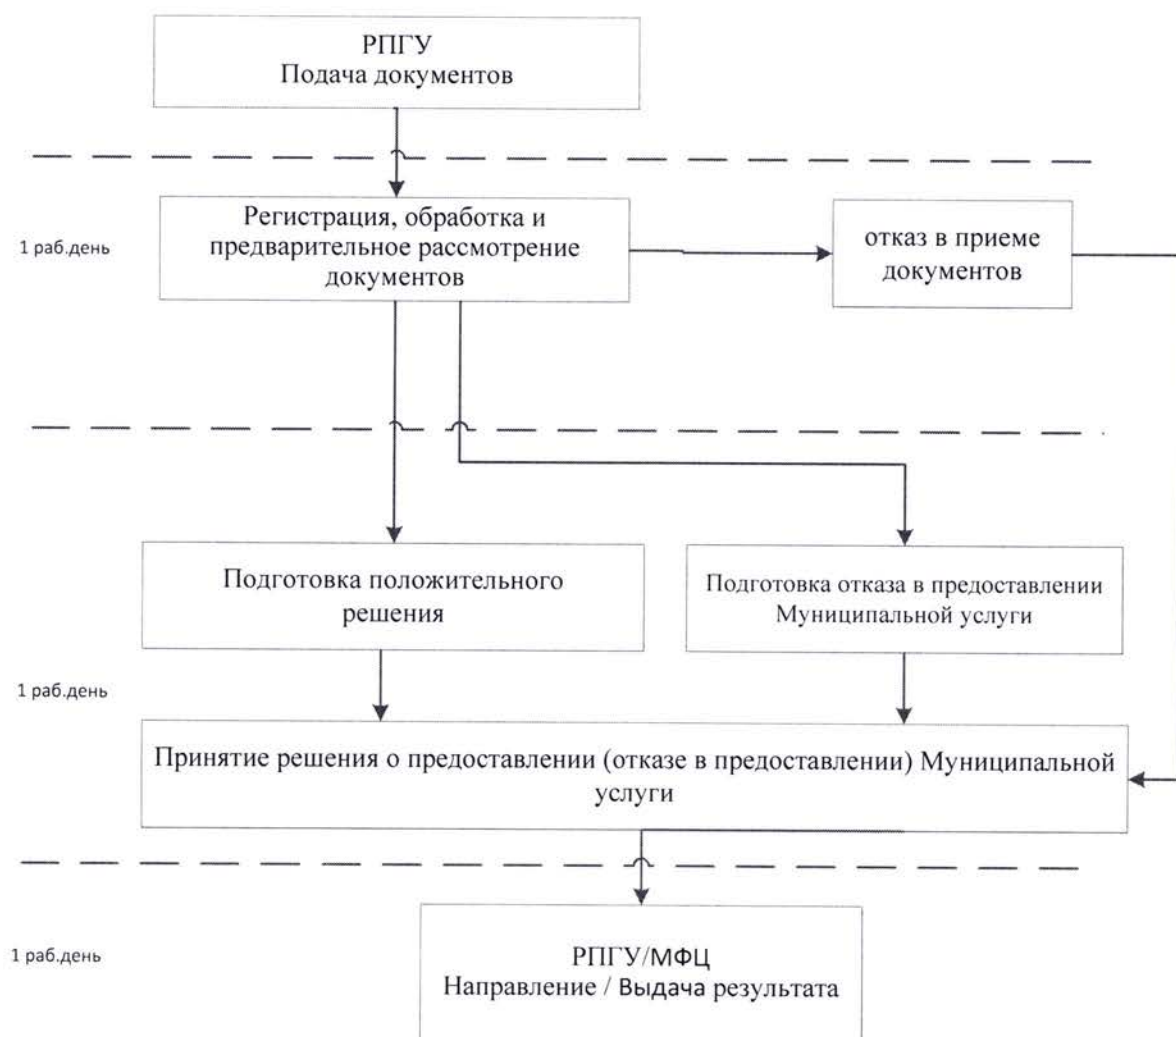 РПГУ
Подача документов
1 раб.день
Регистрация, обработка и
предварительное рассмотрение
документов
отказ в приеме
документов
Подготовка положительного
решения
Подготовка отказа в предоставлении
Муниципальной услуги
1 раб.день
Принятие решения о предоставлении (отказе в предоставлении) Муниципальной
услуги
1 раб.день
РПГУ/МФЦ
Направление / Выдача результата